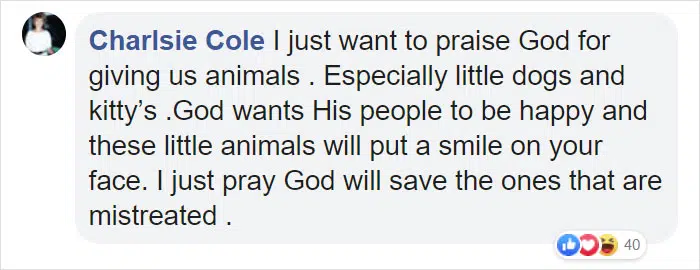 Charlsie Cole I just want to praise God for
giving us animals . Especially little dogs and
kitty's .God wants His people to be happy and
these little animals will put a smile on your
face. I just pray God will save the ones that are
mistreated .
40